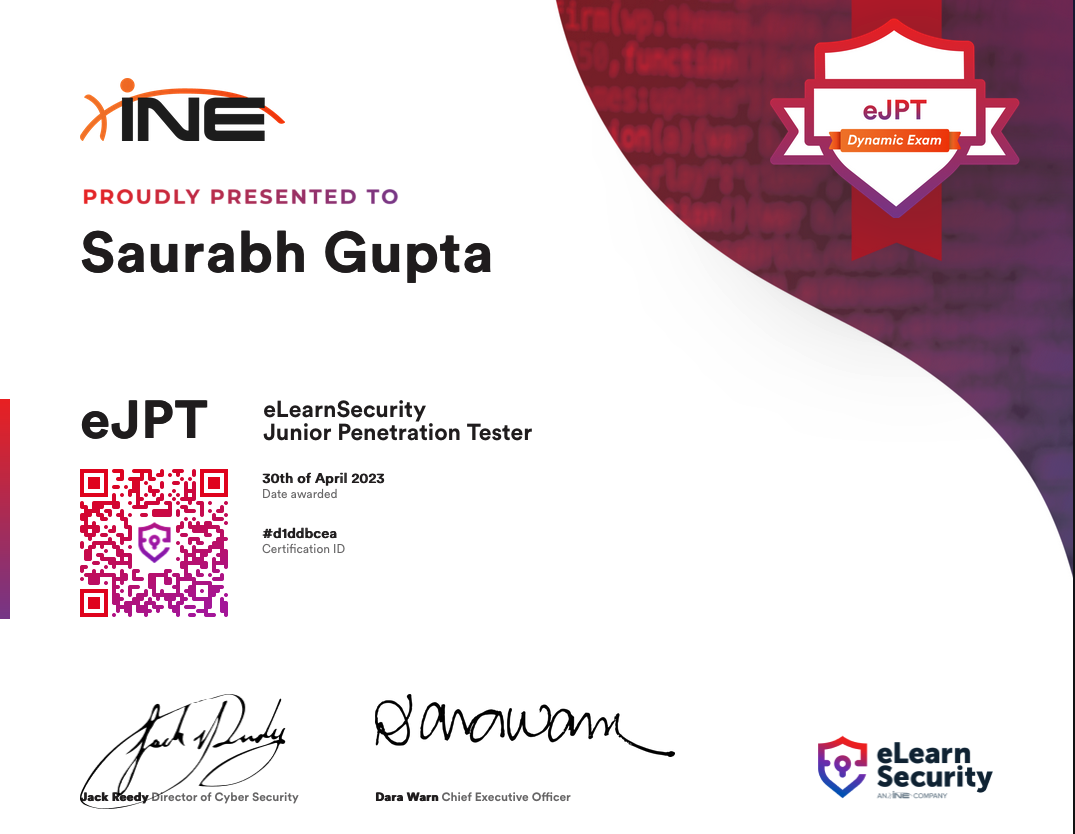 eJPT
Dynamic Exam
iNE
PROUDLY PRESENTED TO
Saurabh Gupta
eJPT
eLearnSecurity
Junior Penetration Tester
30th of April 2023
Date awarded
#d1ddbcea
Certification ID
Jack Reedy Director of Cyber Security
Dara Warn Chief Executive Officer
eLearn
Security
AN iNE COMPANY